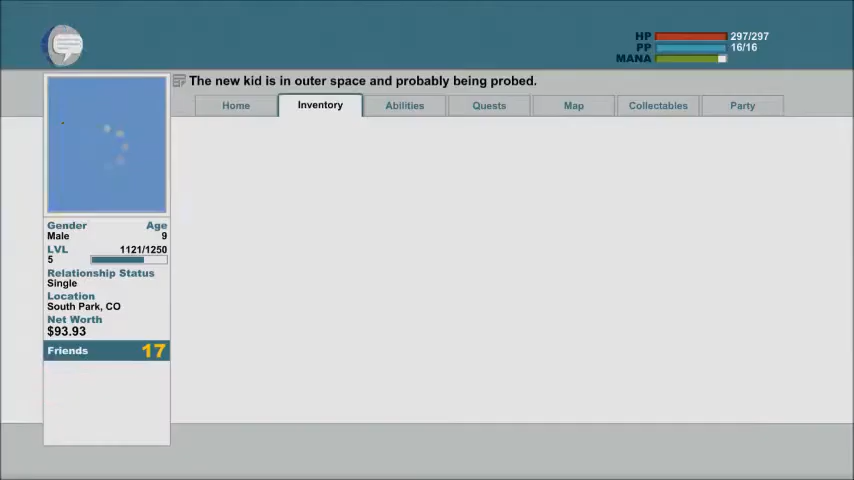 HP 297/297
PP 16/16
MANA
The new kid is in outer space and probably being probed.
Home Inventory Abilities Quests Map Collectables Party
Gender Age
Male 9
LVL 1121/1250
5
Relationship Status
Single
Location
South Park, CO
Net Worth
$93.93
Friends 17